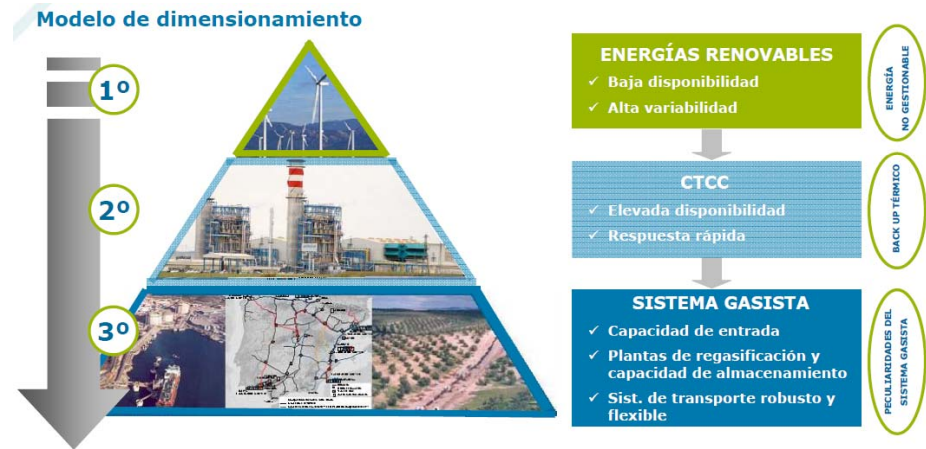 Modelo de dimensionamiento
1º
2º
3º
ENERGÍAS RENOVABLES
✓ Baja disponibilidad
✓ Alta variabilidad
ENERGÍA
NO GESTIONABLE
CTCC
✓ Elevada disponibilidad
✓ Respuesta rápida
BACK UP TÉRMICO
SISTEMA GASISTA
✓ Capacidad de entrada
✓ Plantas de regasificación y
capacidad de almacenamiento
✓ Sist. de transporte robusto y
flexible
PECULIARIDADES DEL
SISTEMA GASISTA